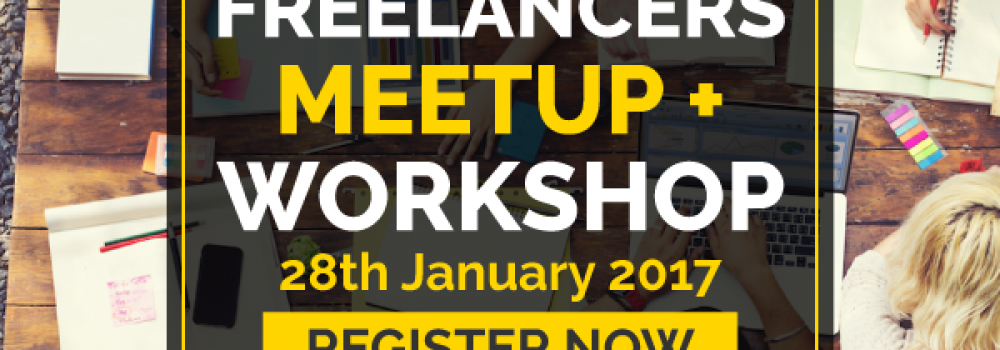 FREELANCERS
MEETUP +
WORKSHOP
28th January 2017
REGISTER NOW